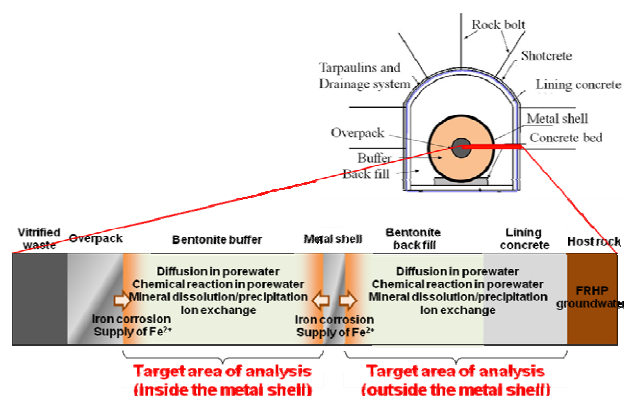 Rock bolt
Shotcrete
Tarpaulins and
Drainage system
Lining concrete
Metal shell
Overpack
Concrete bed
Buffer
Back fill
Vitrified
waste
Overpack
Bentonite buffer
Metal shell
Bentonite
backfill
Lining
concrete
Host rock
Diffusion in porewater
Chemical reaction in porewater
Mineral dissolution/precipitation
Ion exchange
Diffusion in porewater
Chemical reaction in porewater
Mineral dissolution/precipitation
Ion exchange
FRHP
groundwater
Iron corrosion
Supply of Fe²⁺
Iron corrosion
Supply of Fe²⁺
Target area of analysis
(inside the metal shell)
Target area of analysis
(outside the metal shell)